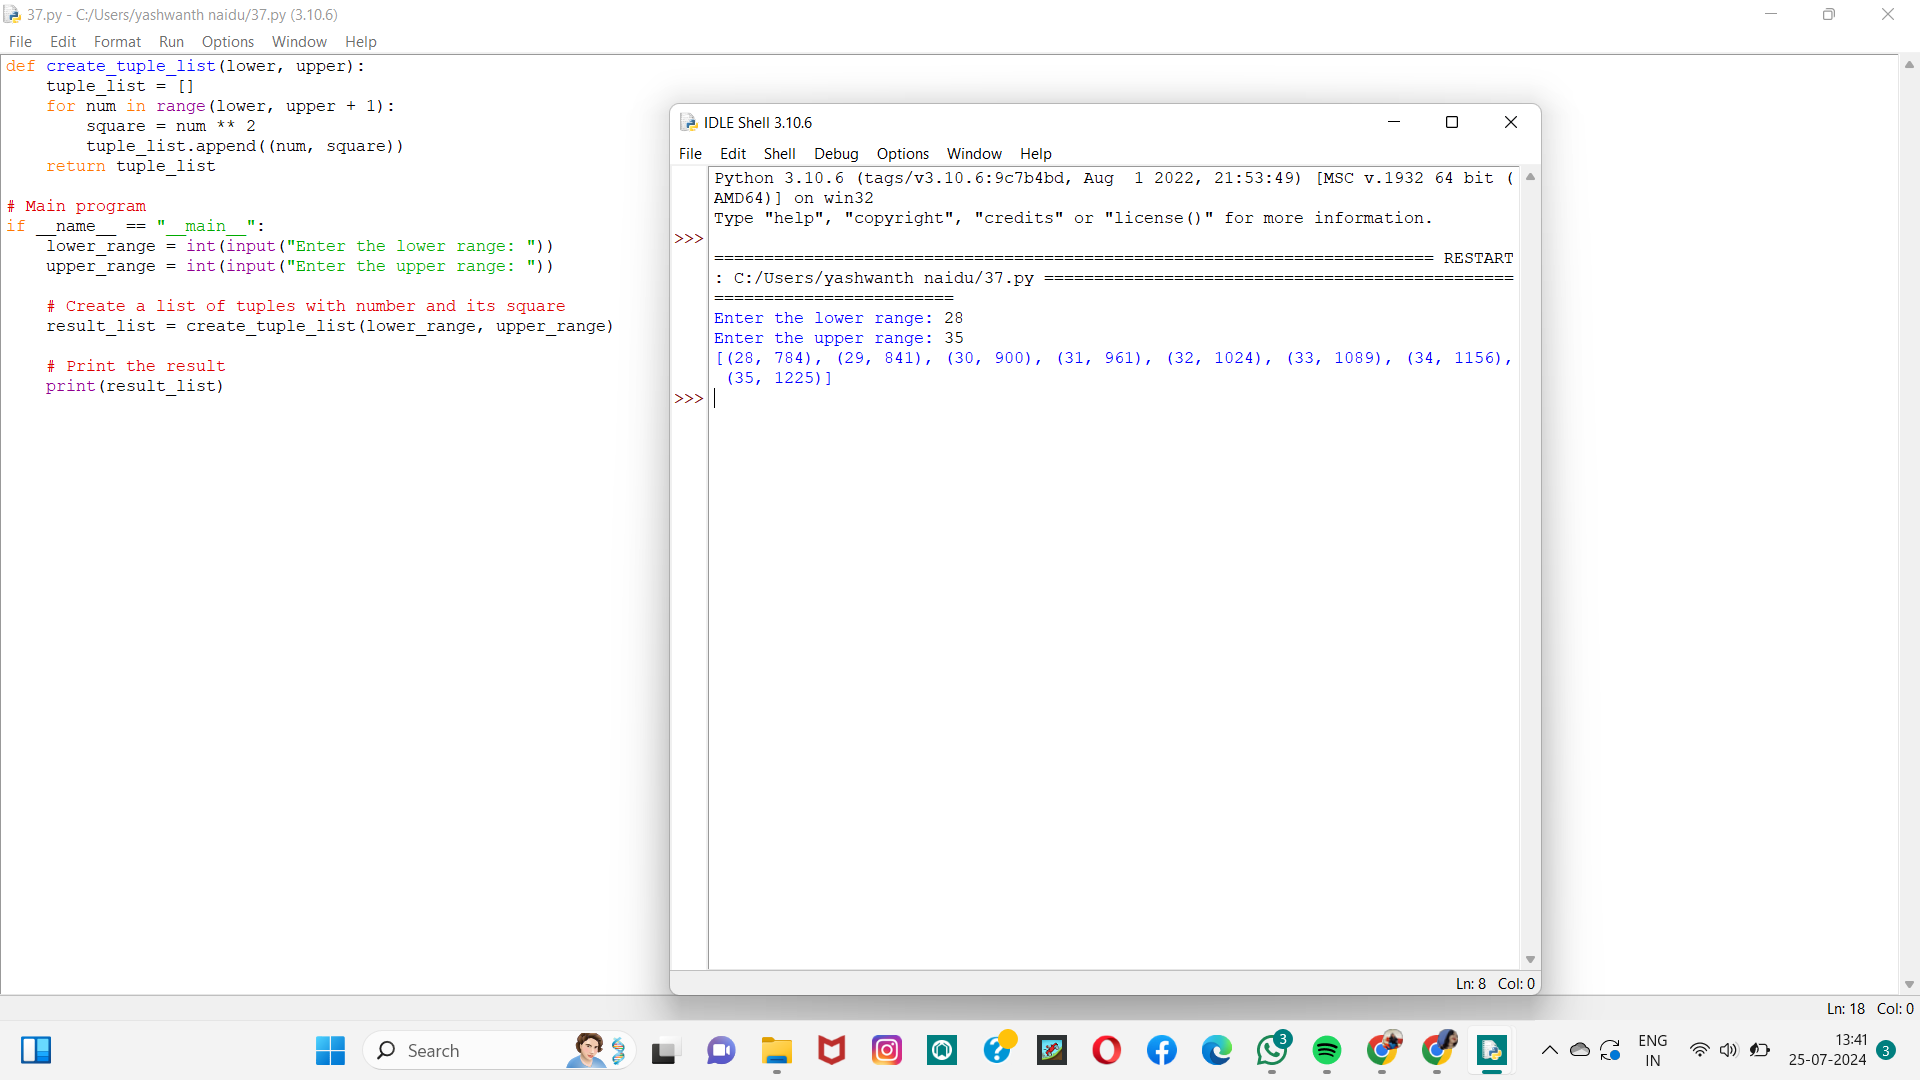 37.py - C:/Users/yashwanth naidu/37.py (3.10.6)
File Edit Format Run Options Window Help
def create_tuple_list(lower, upper):
    tuple_list = []
    for num in range(lower, upper + 1):
        square = num ** 2
        tuple_list.append((num, square))
    return tuple_list

# Main program
if __name__ == "__main__":
    lower_range = int(input("Enter the lower range: "))
    upper_range = int(input("Enter the upper range: "))

    # Create a list of tuples with number and its square
    result_list = create_tuple_list(lower_range, upper_range)

    # Print the result
    print(result_list)
IDLE Shell 3.10.6
File Edit Shell Debug Options Window Help
Python 3.10.6 (tags/v3.10.6:9c7b4bd, Aug  1 2022, 21:53:49) [MSC v.1932 64 bit (
AMD64)] on win32
Type "help", "copyright", "credits" or "license()" for more information.
>>>
======================================================================== RESTART
: C:/Users/yashwanth naidu/37.py ===============================================
========================
Enter the lower range: 28
Enter the upper range: 35
[(28, 784), (29, 841), (30, 900), (31, 961), (32, 1024), (33, 1089), (34, 1156),
 (35, 1225)]
>>>
Ln: 8 Col: 0
Ln: 18 Col: 0
Search
3
ENG
IN
13:41
25-07-2024
3